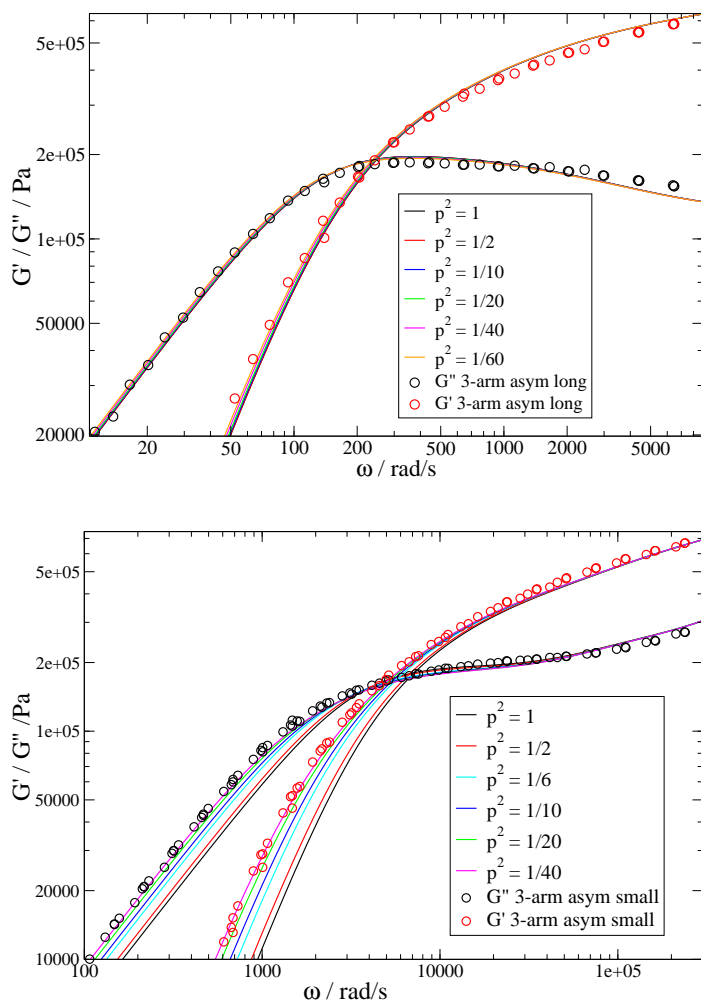 5e+05
2e+05
1e+05
50000
20000
G' / G" / Pa
p² = 1
p² = 1/2
p² = 1/10
p² = 1/20
p² = 1/40
p² = 1/60
G" 3-arm asym long
G' 3-arm asym long
20 50 100 200 500 1000 2000 5000
ω / rad/s
5e+05
2e+05
1e+05
50000
20000
10000
G' / G" /Pa
p² = 1
p² = 1/2
p² = 1/6
p² = 1/10
p² = 1/20
p² = 1/40
G" 3-arm asym small
G' 3-arm asym small
100 1000 10000 1e+05
ω / rad/s